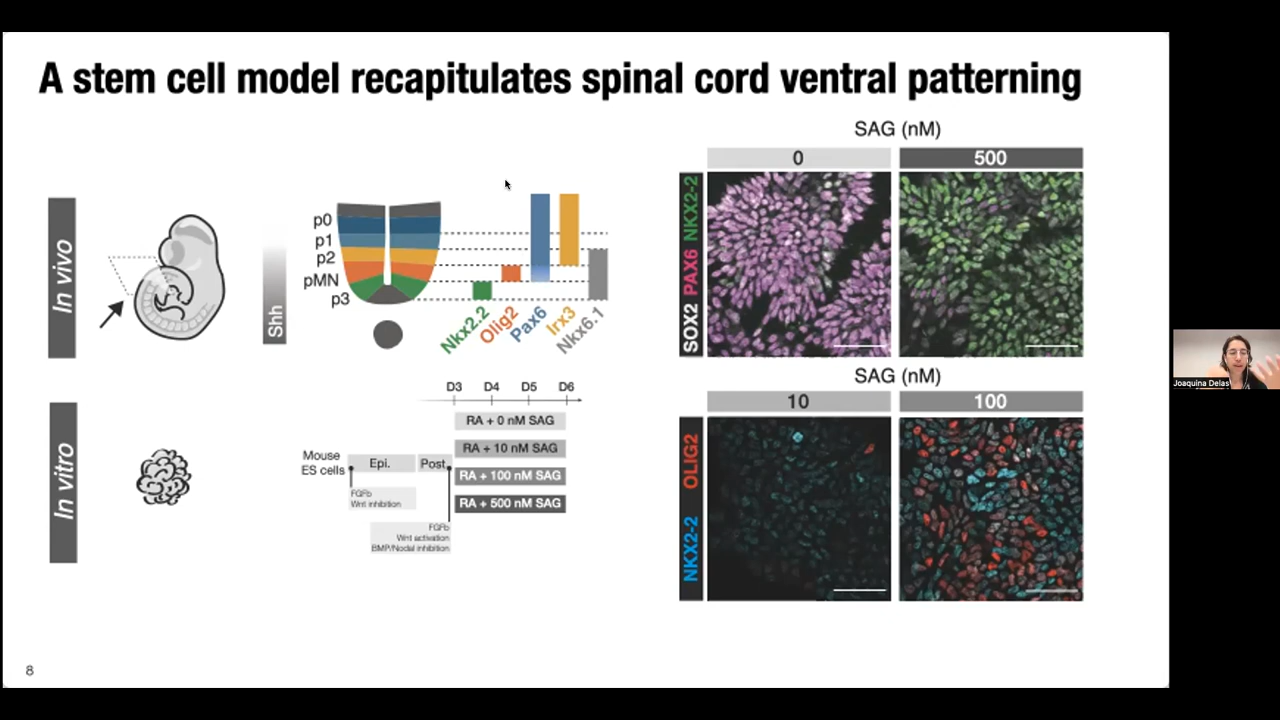 A stem cell model recapitulates spinal cord ventral patterning
In vivo
Shh
p0
p1
p2
pMN
p3
Nkx2.2
Olig2
Pax6
Irx3
Nkx6.1
In vitro
D3 D4 D5 D6
RA + 0 nM SAG
RA + 10 nM SAG
RA + 100 nM SAG
RA + 500 nM SAG
Mouse
ES cells
Epi.
Post.
FGFb
Wnt inhibition
FGFb
Wnt activation
BMP/Nodal inhibition
SAG (nM)
0 500
SOX2 PAX6 NKX2-2
SAG (nM)
10 100
NKX2-2 OLIG2
8
Joaquina Delas